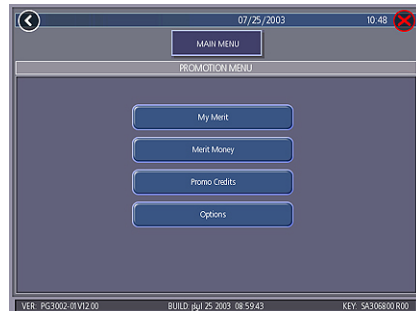 07/25/2003 10:48
MAIN MENU
PROMOTION MENU
My Merit
Merit Money
Promo Credits
Options
VER: PG3002-01V12.00 BUILD: pJul 25 2003 08:59:43 KEY: SA306800 R00